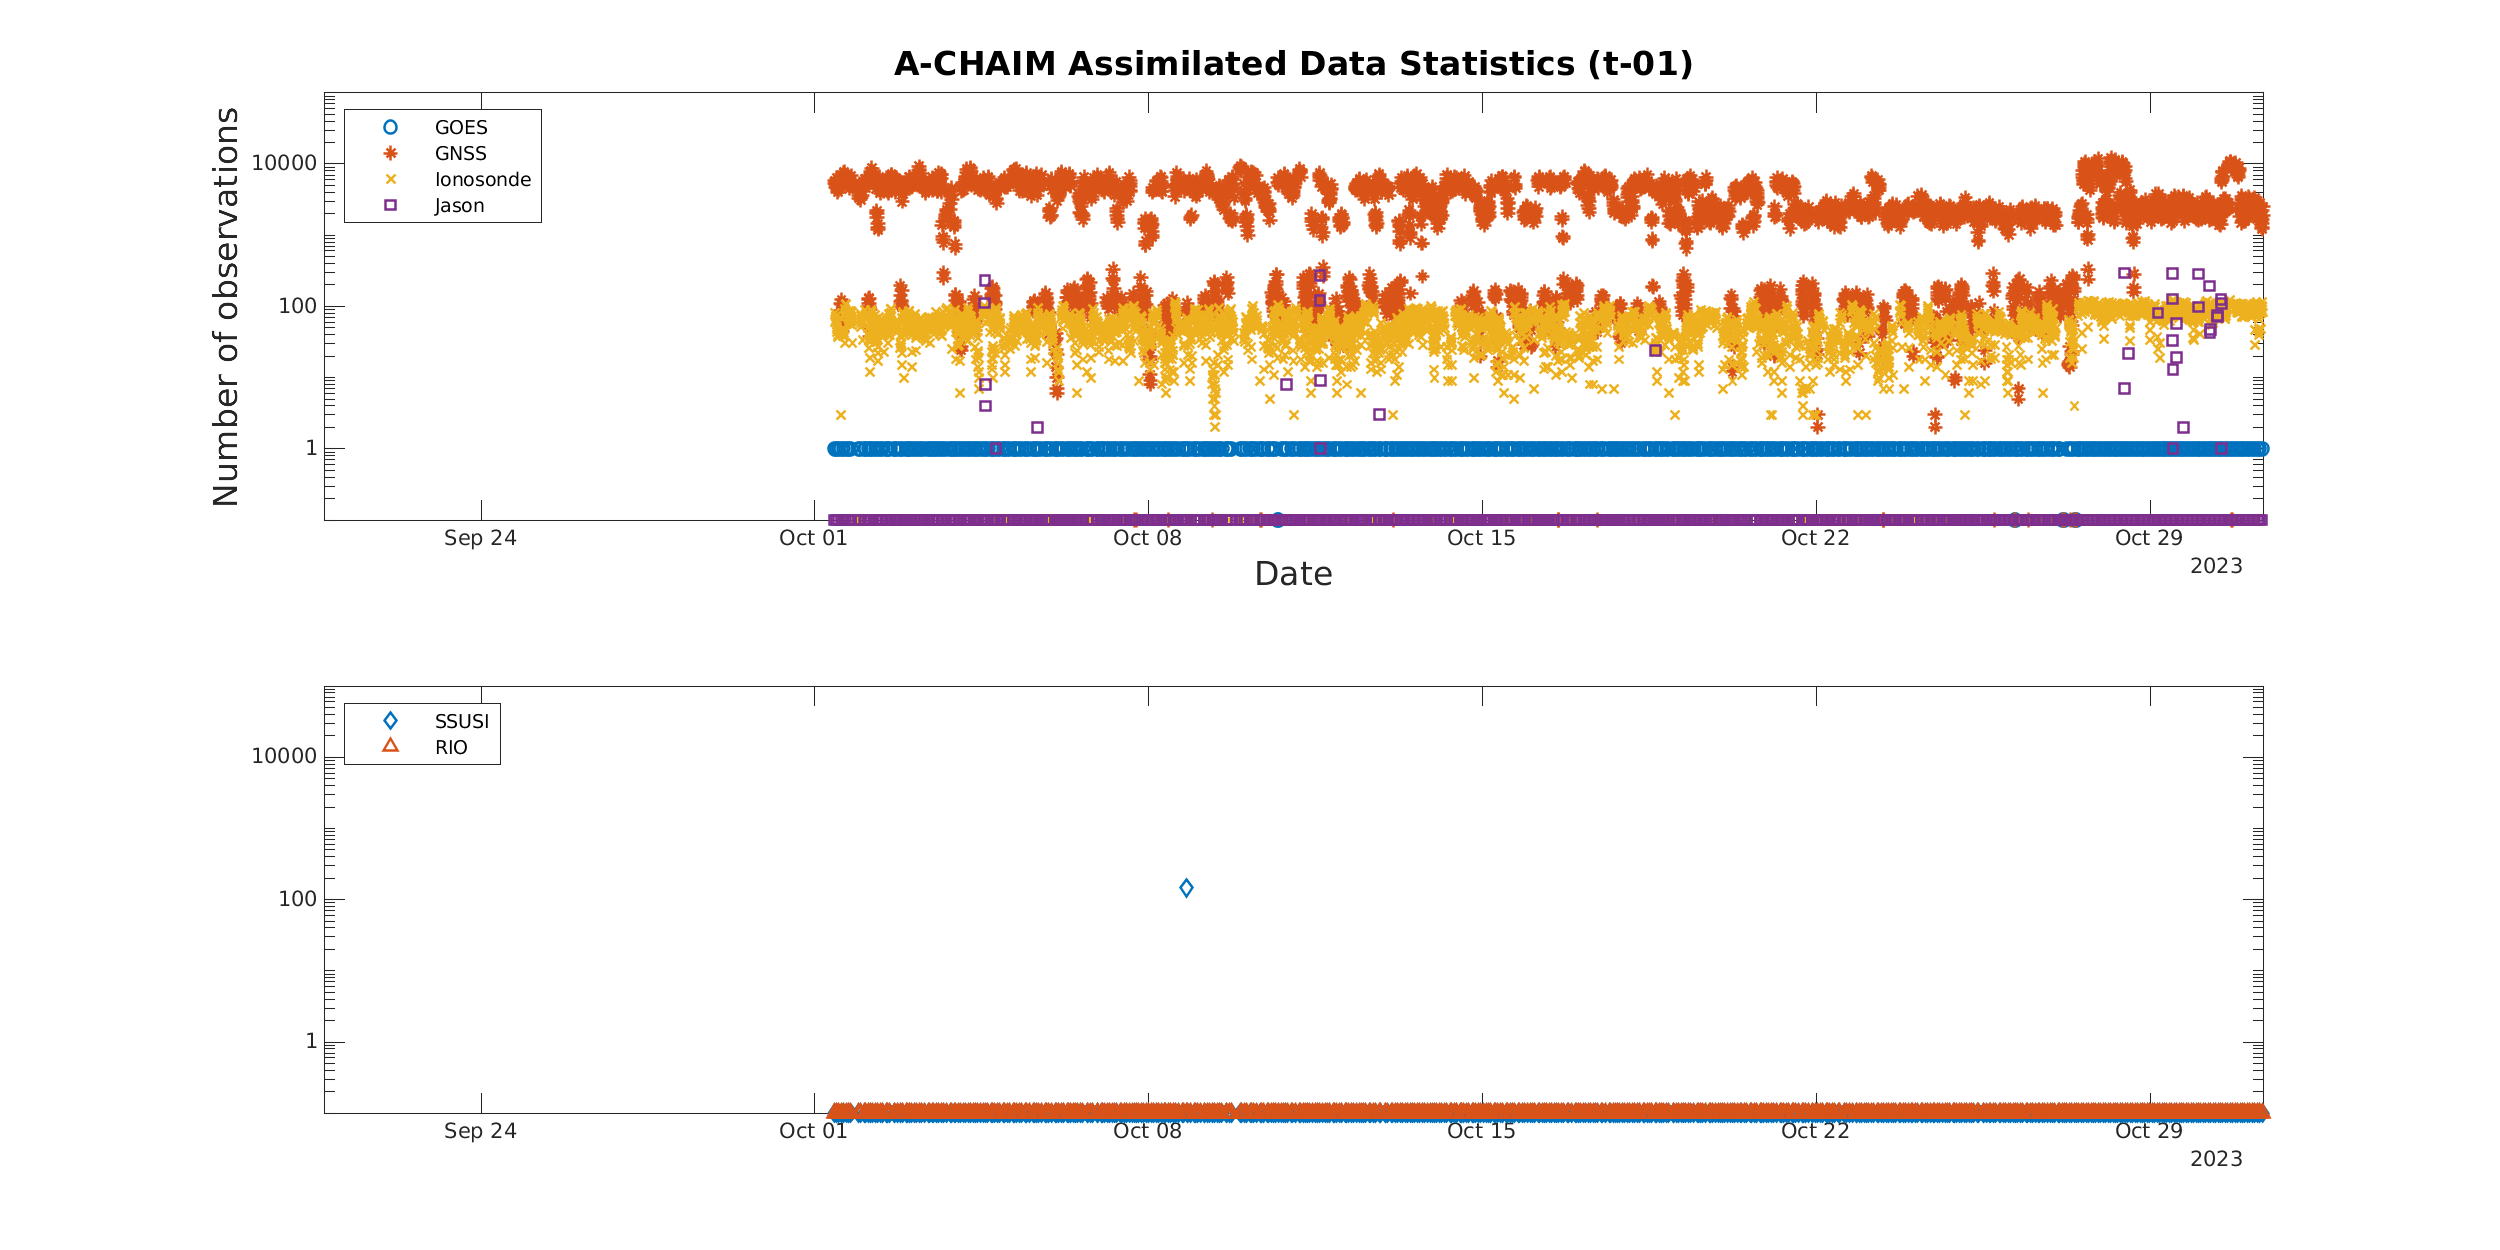 A-CHAIM Assimilated Data Statistics (t-01)
Number of observations
10000
100
1
GOES
GNSS
Ionosonde
Jason
Sep 24
Oct 01
Oct 08
Oct 15
Oct 22
Oct 29
2023
Date
10000
100
1
SSUSI
RIO
Sep 24
Oct 01
Oct 08
Oct 15
Oct 22
Oct 29
2023